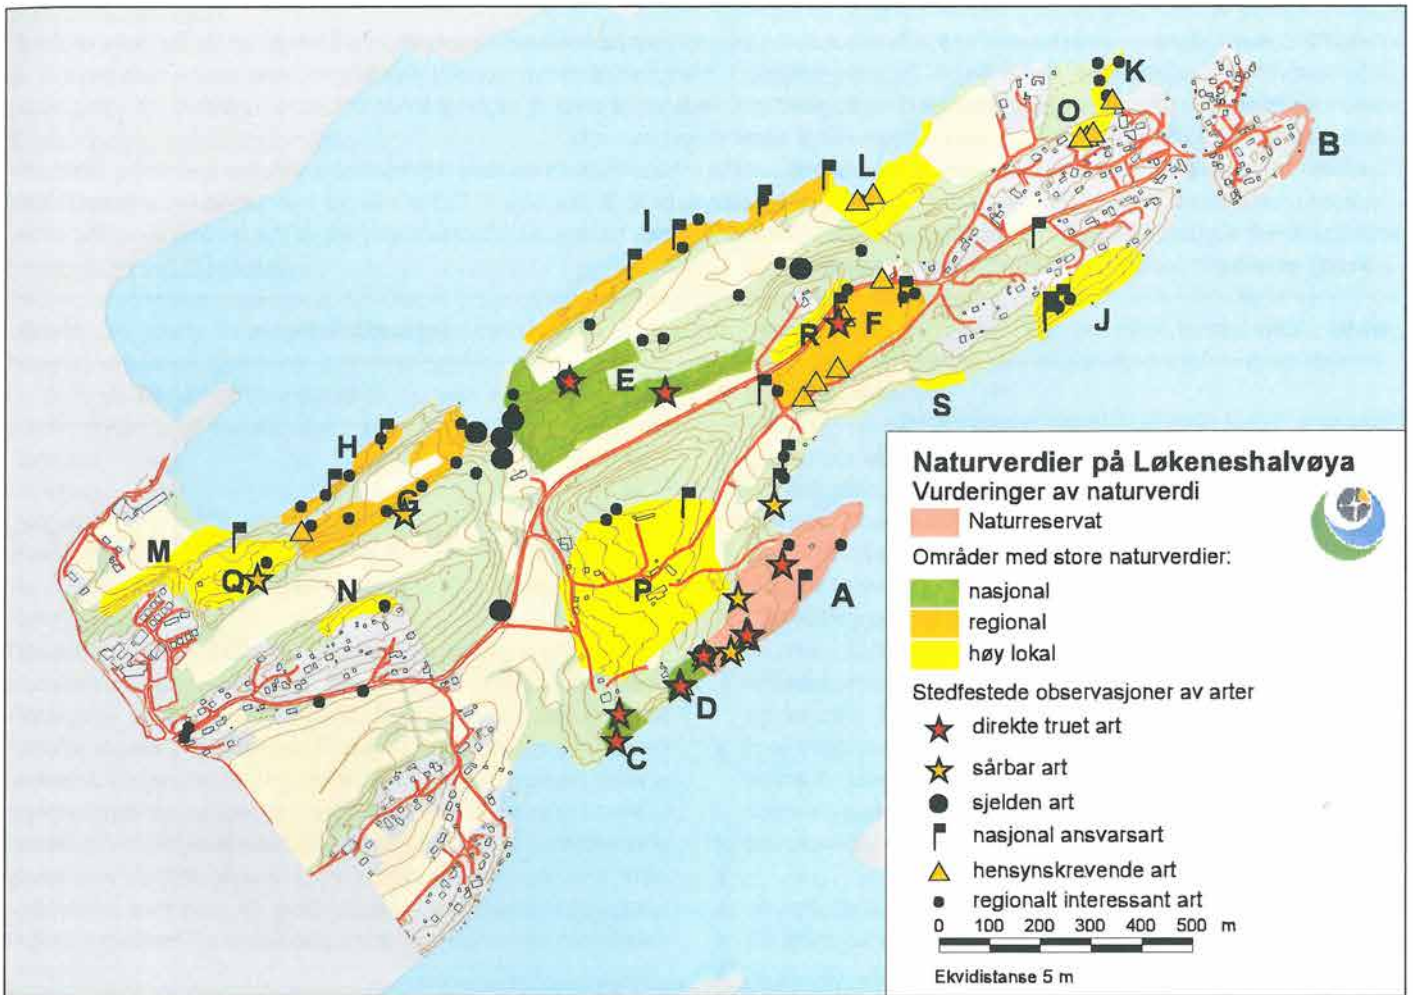 K
O
B
L
I
J
R
F
E
S
H
G
M
Q
N
P
A
D
C
Naturverdier på Løkeneshalvøya
Vurderinger av naturverdi
Naturreservat
Områder med store naturverdier:
nasjonal
regional
høy lokal
Stedfestede observasjoner av arter
direkte truet art
sårbar art
sjelden art
nasjonal ansvarsart
hensynskrevende art
regionalt interessant art
0 100 200 300 400 500 m
Ekvidistanse 5 m